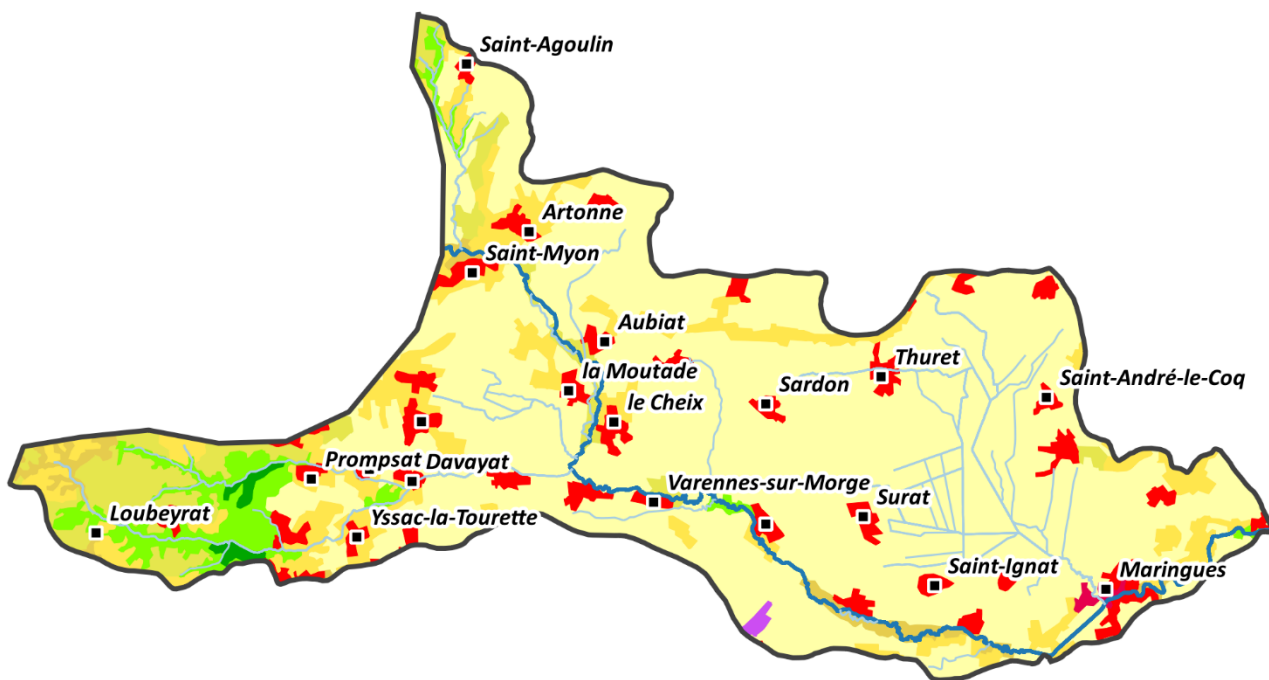 Saint-Agoulin
Artonne
Saint-Myon
Aubiat
la Moutade
Thuret
Sardon
Saint-André-le-Coq
le Cheix
Prompsat
Davayat
Varennes-sur-Morge
Surat
Loubeyrat
Yssac-la-Tourette
Saint-Ignat
Maringues